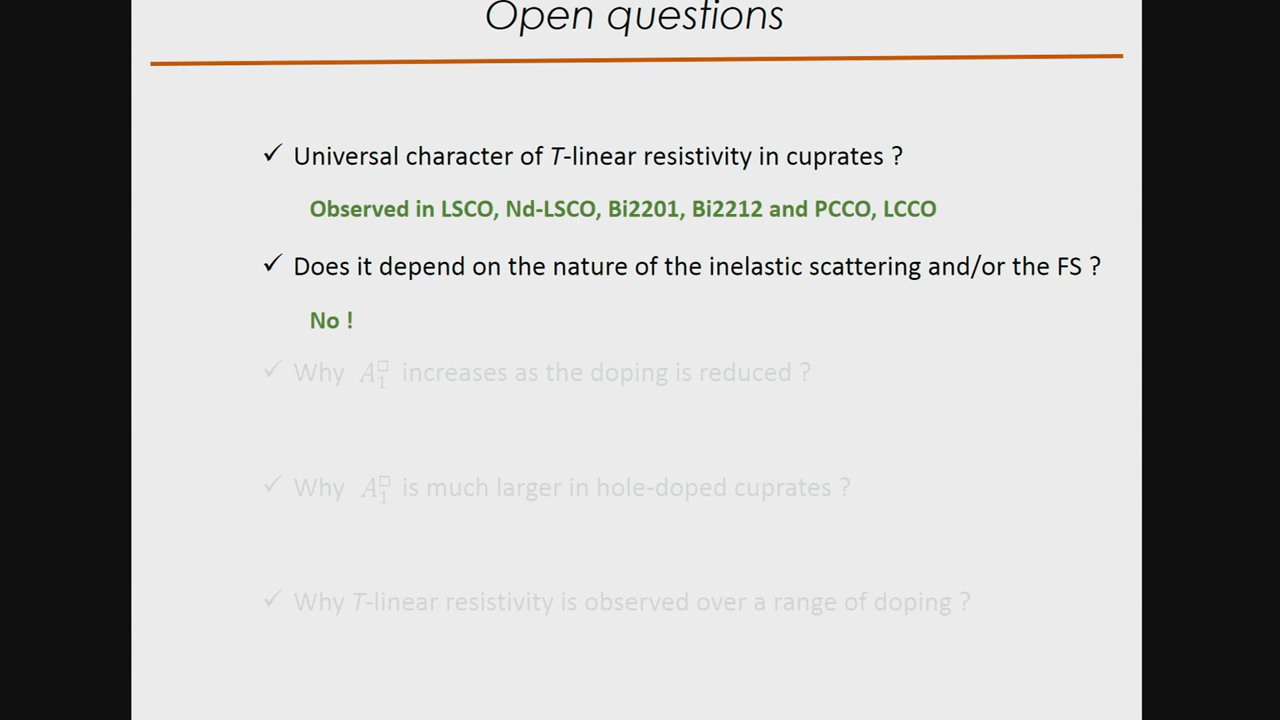 Open questions
✓ Universal character of T-linear resistivity in cuprates ?
Observed in LSCO, Nd-LSCO, Bi2201, Bi2212 and PCCO, LCCO
✓ Does it depend on the nature of the inelastic scattering and/or the FS ?
No !
✓ Why A₁□ increases as the doping is reduced ?
✓ Why A₁□ is much larger in hole-doped cuprates ?
✓ Why T-linear resistivity is observed over a range of doping ?